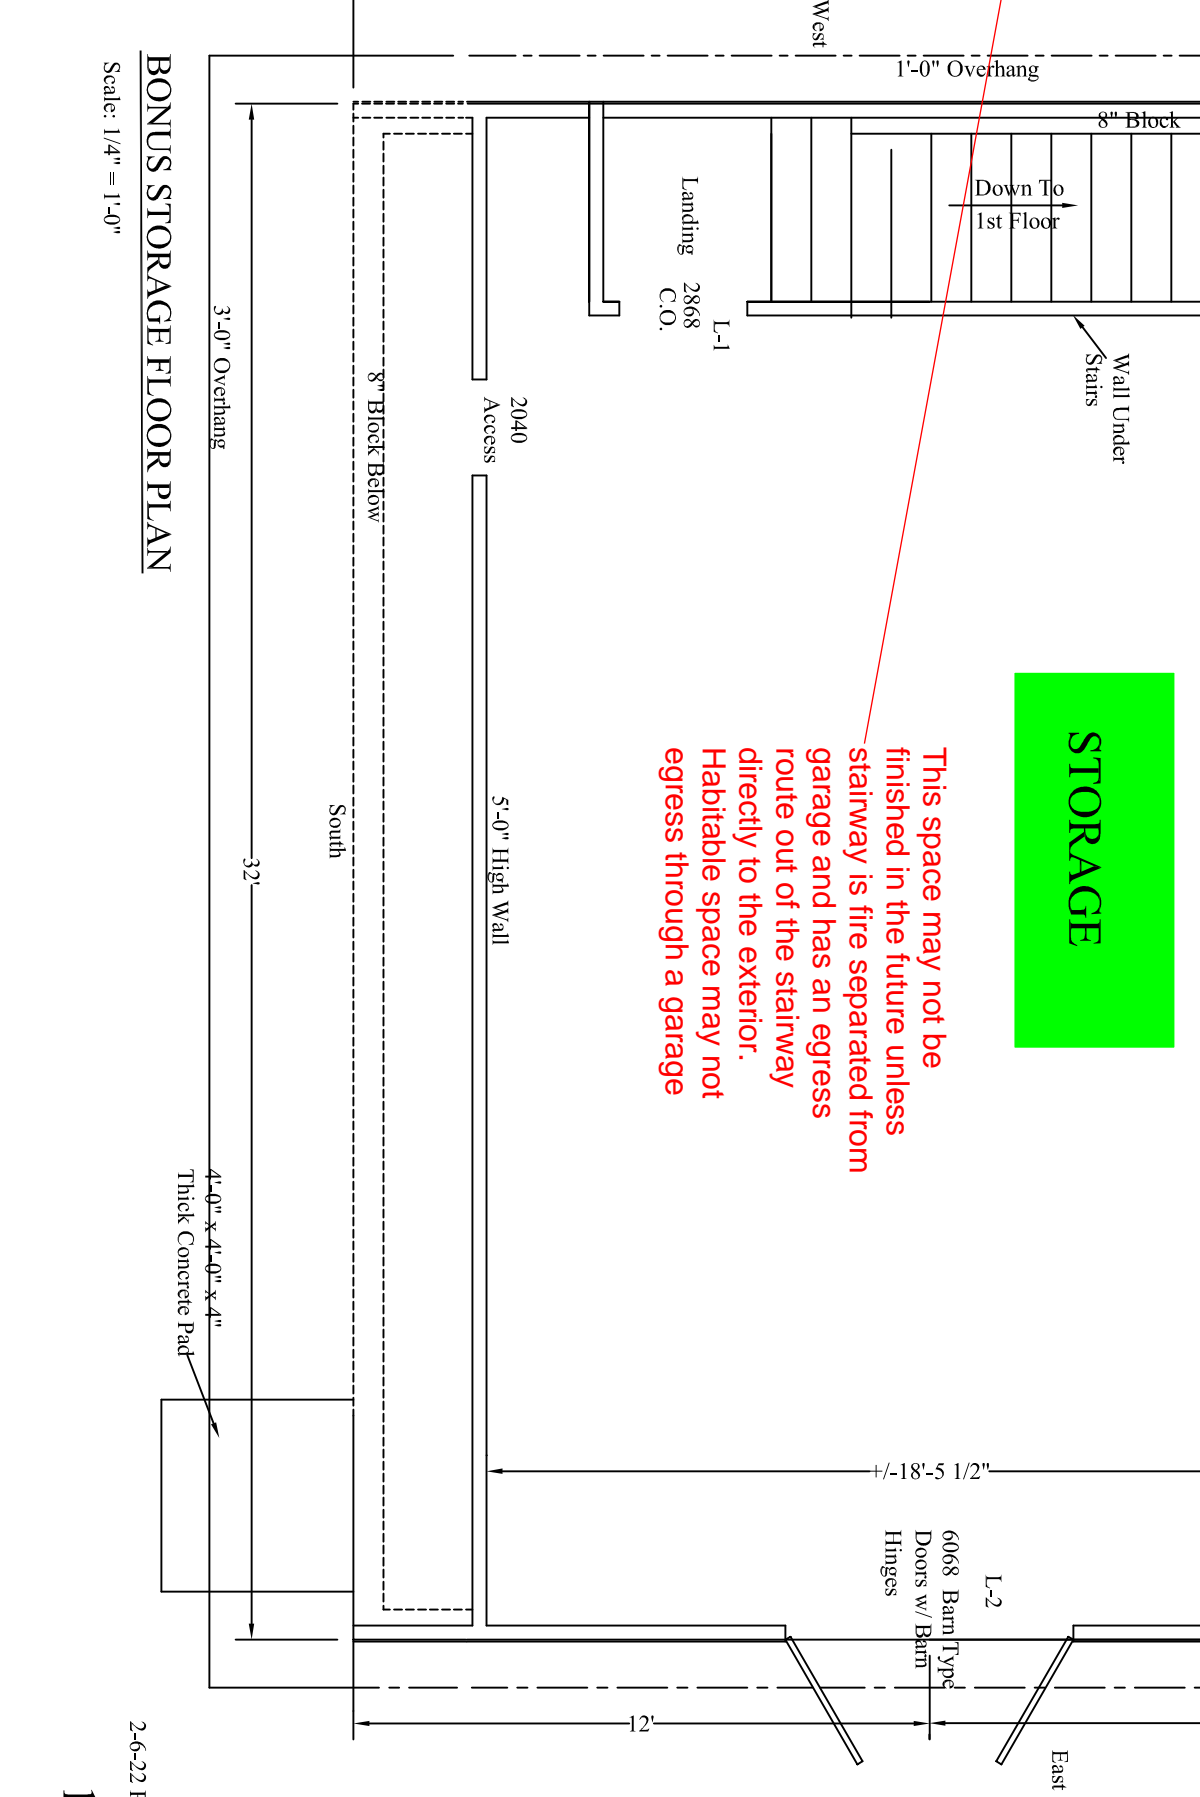 West
1'-0" Overhang
8" Block
Down To
1st Floor
Landing
2868
C.O.
L-1
Wall Under
Stairs
2040
Access
8" Block Below
3'-0" Overhang
BONUS STORAGE FLOOR PLAN
Scale: 1/4" = 1'-0"
STORAGE
This space may not be
finished in the future unless
stairway is fire separated from
garage and has an egress
route out of the stairway
directly to the exterior.
Habitable space may not
egress through a garage
5'-0" High Wall
South
32'
4'-0" x 4'-0" x 4"
Thick Concrete Pad
+/-18'-5 1/2"
L-2
6068 Barn Type
Doors w/ Barn
Hinges
12'
East
2-6-22